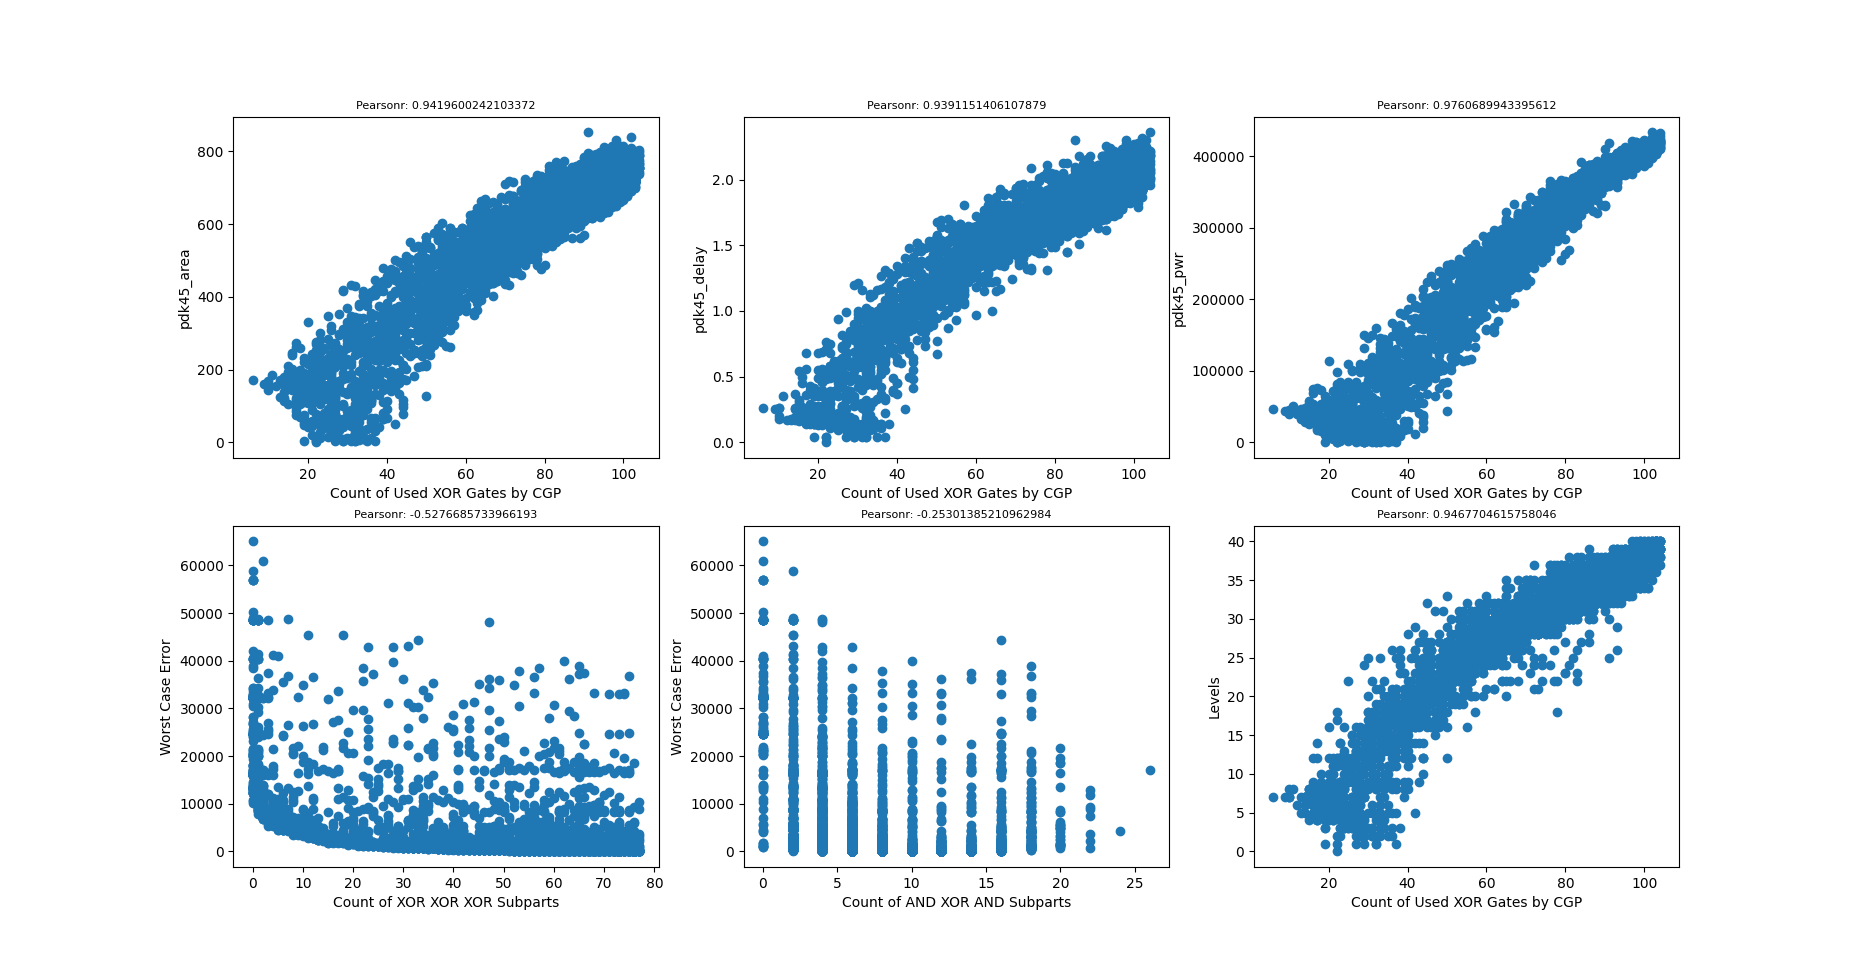 Pearsonr: 0.9419600242103372
800
600
400
200
0
pdk45_area
20 40 60 80 100
Count of Used XOR Gates by CGP
Pearsonr: 0.9391151406107879
2.0
1.5
1.0
0.5
0.0
pdk45_delay
20 40 60 80 100
Count of Used XOR Gates by CGP
Pearsonr: 0.9760689943395612
400000
300000
200000
100000
0
pdk45_pwr
20 40 60 80 100
Count of Used XOR Gates by CGP
Pearsonr: -0.5276685733966193
60000
50000
40000
30000
20000
10000
0
Worst Case Error
0 10 20 30 40 50 60 70 80
Count of XOR XOR XOR Subparts
Pearsonr: -0.25301385210962984
60000
50000
40000
30000
20000
10000
0
Worst Case Error
0 5 10 15 20 25
Count of AND XOR AND Subparts
Pearsonr: 0.9467704615758046
40
35
30
25
20
15
10
5
0
Levels
20 40 60 80 100
Count of Used XOR Gates by CGP